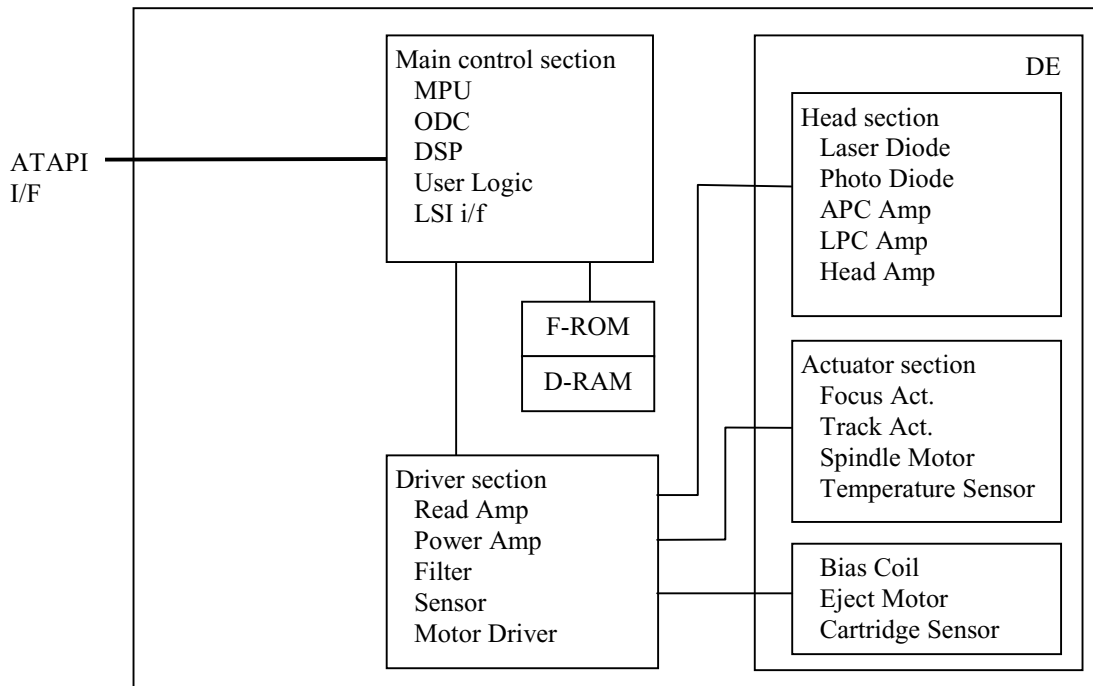 ATAPI
I/F
Main control section
MPU
ODC
DSP
User Logic
LSI i/f
F-ROM
D-RAM
Driver section
Read Amp
Power Amp
Filter
Sensor
Motor Driver
DE
Head section
Laser Diode
Photo Diode
APC Amp
LPC Amp
Head Amp
Actuator section
Focus Act.
Track Act.
Spindle Motor
Temperature Sensor
Bias Coil
Eject Motor
Cartridge Sensor